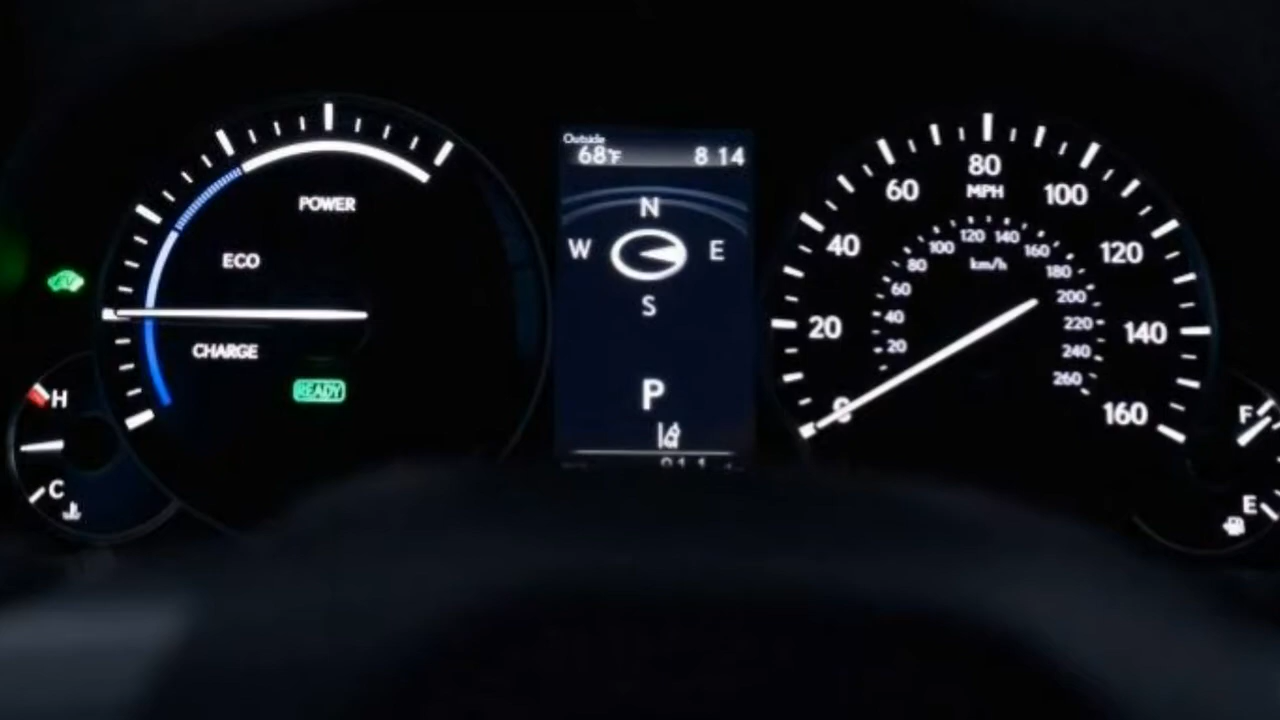 POWER
ECO
CHARGE
READY
H
C
Outside
68°F 8 14
N
W E
S
P
80
MPH
60 100
40 120
20 140
0 160
120 140
100 160
km/h
80 180
60 200
40 220
20 240
260
F
E